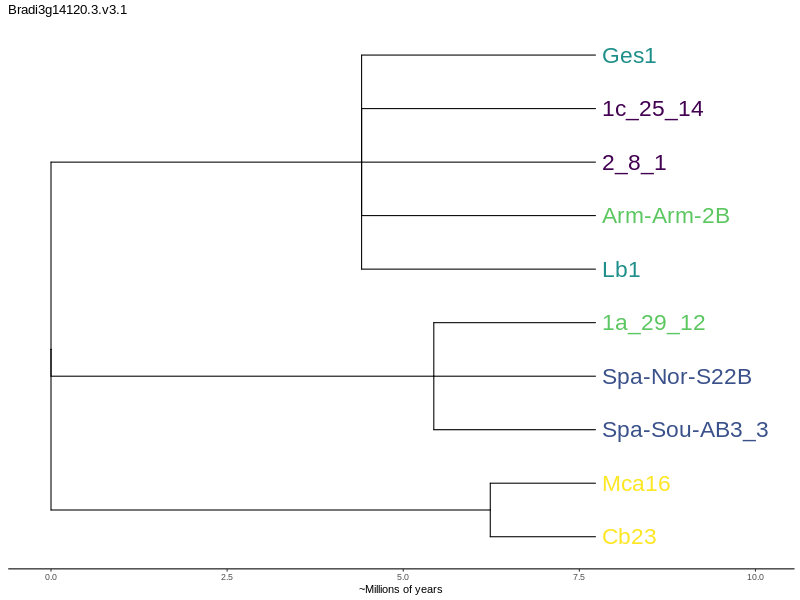 Bradi3g14120.3.v3.1
Ges1
1c_25_14
2_8_1
Arm-Arm-2B
Lb1
1a_29_12
Spa-Nor-S22B
Spa-Sou-AB3_3
Mca16
Cb23
0.0 2.5 5.0 7.5 10.0
~Millions of years